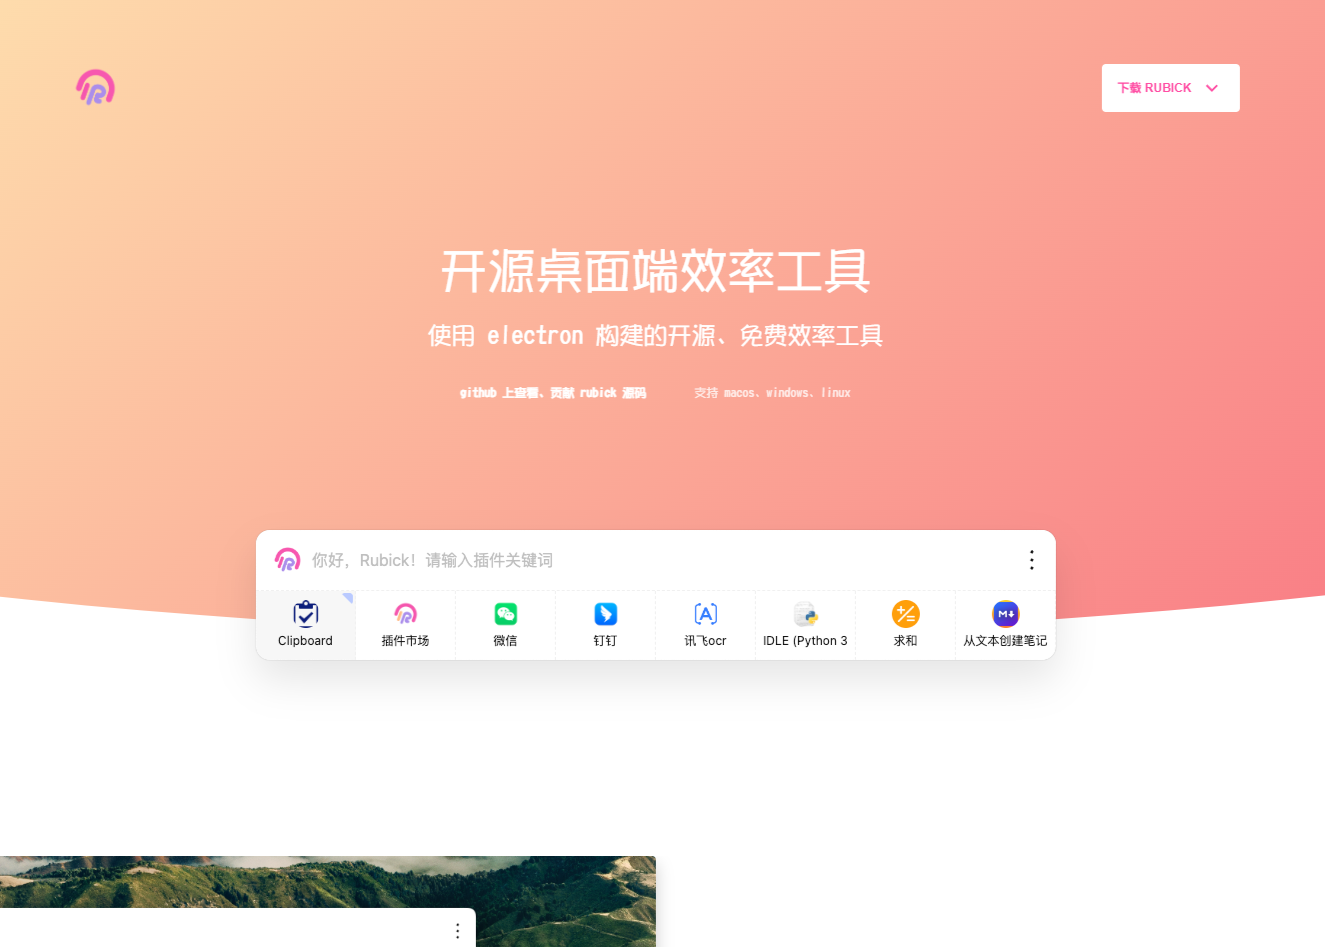 下载 RUBICK
开源桌面端效率工具
使用 electron 构建的开源、免费效率工具
github 上查看、贡献 rubick 源码
支持 macos、windows、linux
你好，Rubick！请输入插件关键词
Clipboard
插件市场
微信
钉钉
讯飞ocr
IDLE (Python 3
求和
从文本创建笔记